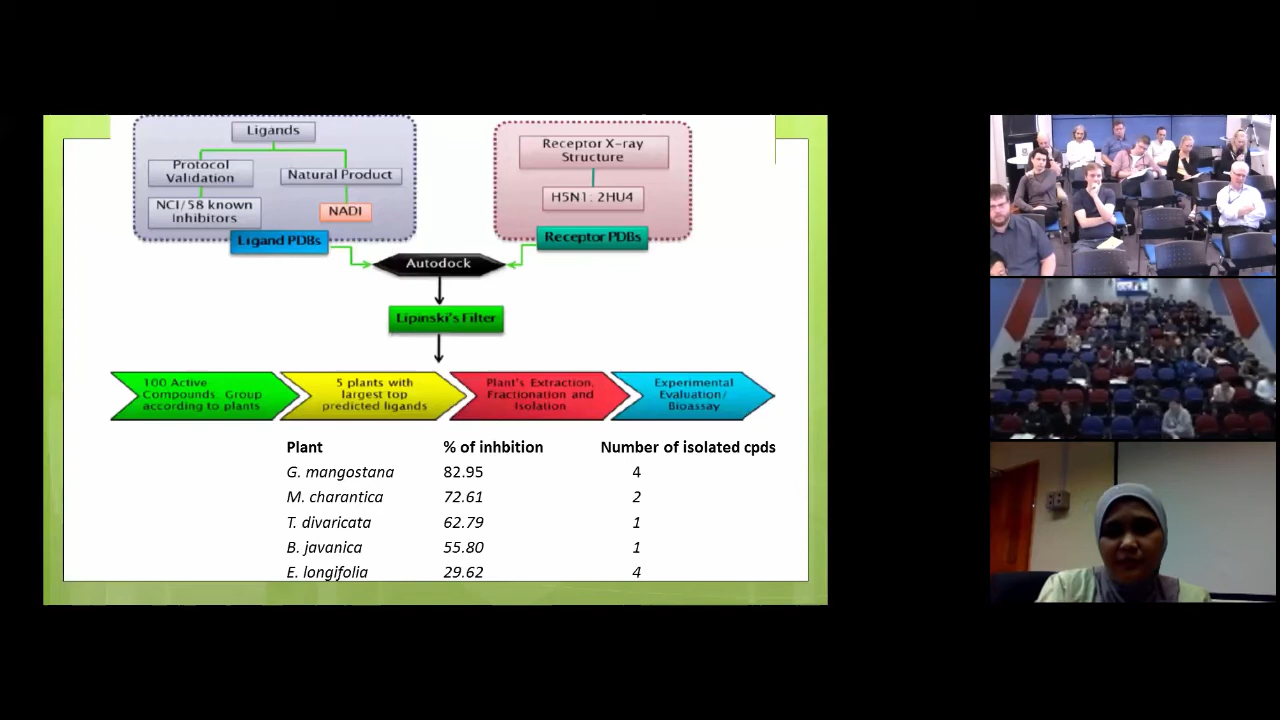 Ligands
Protocol
Validation
Natural Product
NCI/58 known
Inhibitors
NADI
Ligand PDBs
Receptor X-ray
Structure
H5N1: 2HU4
Receptor PDBs
Autodock
Lipinski's Filter
100 Active
Compounds: Group
according to plants
5 plants with
largest top
predicted ligands
Plant's Extraction,
Fractionation and
Isolation
Experimental
Evaluation/
Bioassay
Plant % of inhbition Number of isolated cpds
G. mangostana 82.95 4
M. charantica 72.61 2
T. divaricata 62.79 1
B. javanica 55.80 1
E. longifolia 29.62 4